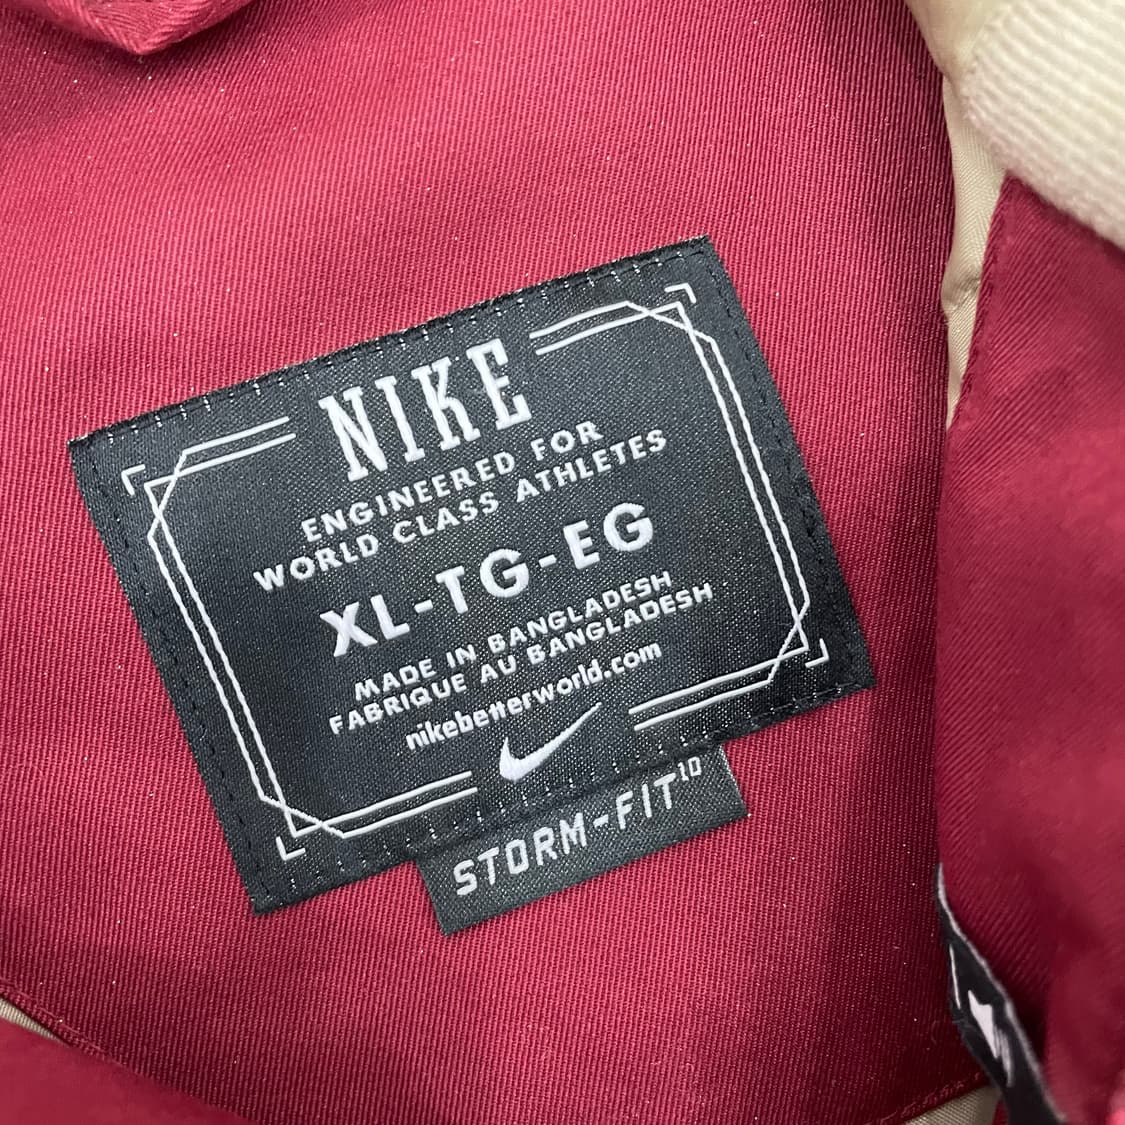 NIKE
ENGINEERED FOR
WORLD CLASS ATHLETES
XL-TG-EG
MADE IN BANGLADESH
FABRIQUE AU BANGLADESH
nikebetterworld.com
STORM-FIT¹⁰